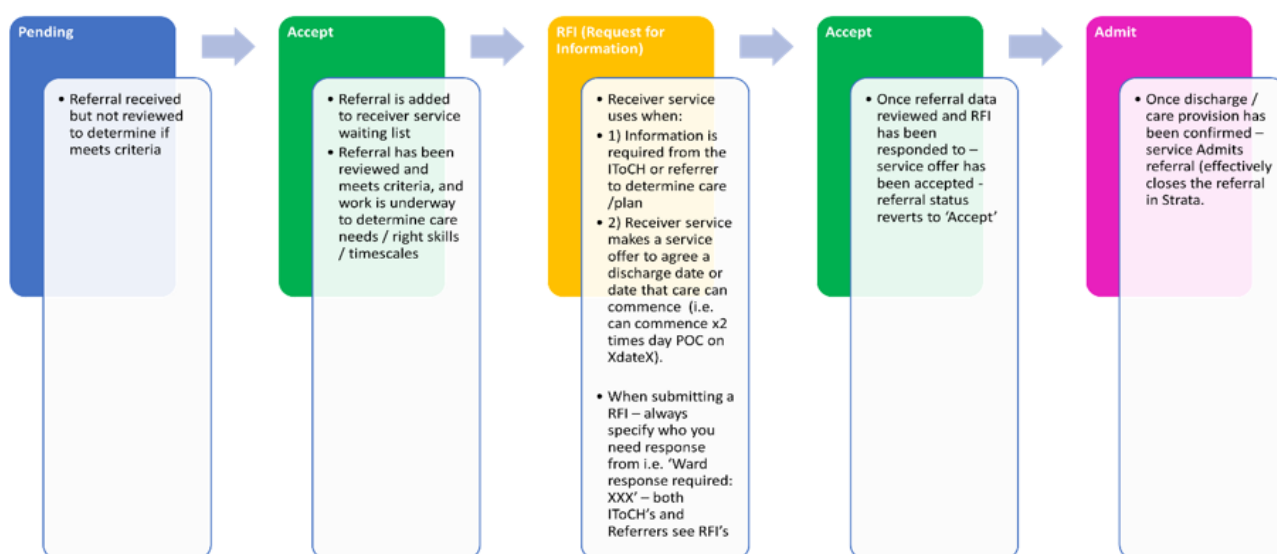 Pending
• Referral received
but not reviewed
to determine if
meets criteria
Accept
• Referral is added
to receiver service
waiting list
• Referral has been
reviewed and
meets criteria, and
work is underway
to determine care
needs / right skills
/ timescales
RFI (Request for
Information)
• Receiver service
uses when:
• 1) Information is
required from the
IToCH or referrer
to determine care
/plan
• 2) Receiver service
makes a service
offer to agree a
discharge date or
date that care can
commence (i.e.
can commence x2
times day POC on
XdateX).
• When submitting a
RFI – always
specify who you
need response
from i.e. ‘Ward
response required:
XXX’ – both
IToCH’s and
Referrers see RFI’s
Accept
• Once referral data
reviewed and RFI
has been
responded to –
service offer has
been accepted -
referral status
reverts to ‘Accept’
Admit
• Once discharge /
care provision has
been confirmed –
service Admits
referral (effectively
closes the referral
in Strata.